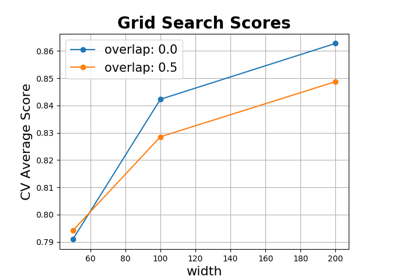 Grid Search Scores
overlap: 0.0
overlap: 0.5
CV Average Score
0.86
0.85
0.84
0.83
0.82
0.81
0.80
0.79
60 80 100 120 140 160 180 200
width